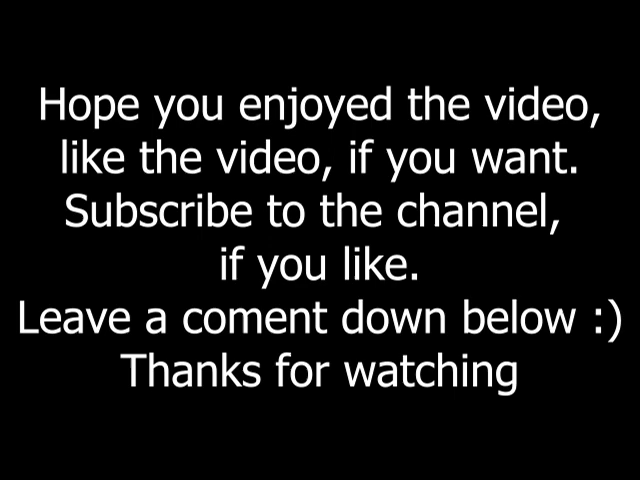 Hope you enjoyed the video,
like the video, if you want.
Subscribe to the channel,
if you like.
Leave a coment down below :)
Thanks for watching